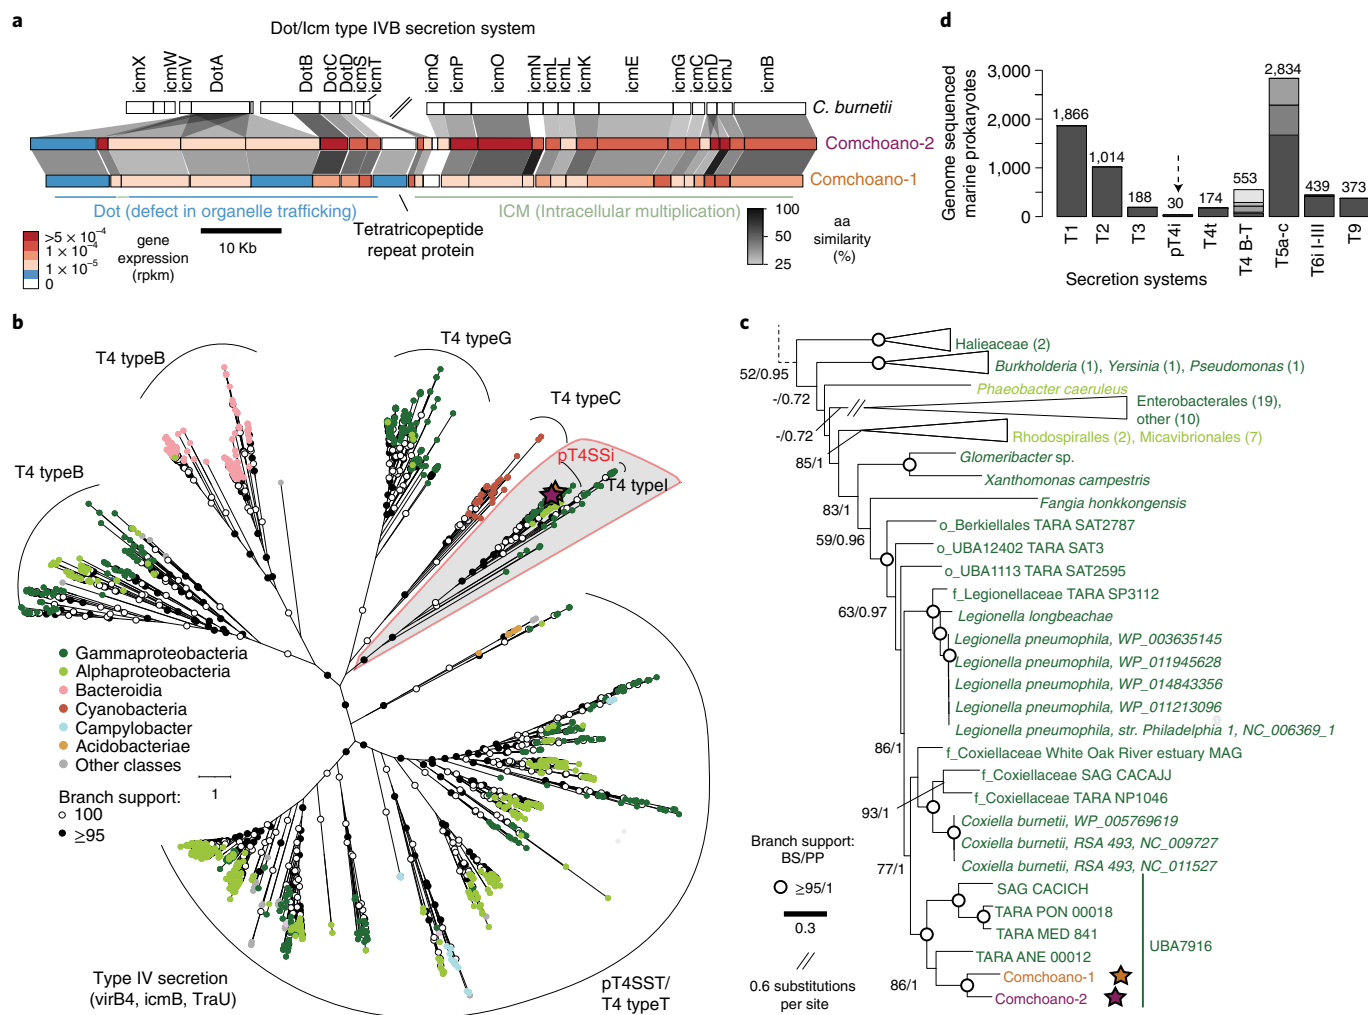 a
Dot/Icm type IVB secretion system
icmX
icmW
icmV
DotA
DotB
DotC
DotD
icmS
icmT
icmQ
icmP
icmO
icmN
icmL
icmL
icmK
icmE
icmG
icmC
icmD
icmJ
icmB
C. burnetii
Comchoano-2
Comchoano-1
Dot (defect in organelle trafficking)
ICM (Intracellular multiplication)
Tetratricopeptide
repeat protein
10 Kb
>5 × 10⁻⁴
1 × 10⁻⁴
1 × 10⁻⁵
0
gene
expression
(rpkm)
100
25
aa
similarity
(%)
d
Genome sequenced
marine prokaryotes
3,000
2,000
1,000
0
1,866
1,014
188
30
174
553
2,834
439
373
T1
T2
T3
pT4i
T4t
T4 B-T
T5a-c
T6i I-III
T9
Secretion systems
b
T4 typeB
T4 typeB
T4 typeG
T4 typeC
pT4SSi
T4 typeI
Gammaproteobacteria
Alphaproteobacteria
Bacteroidia
Cyanobacteria
Campylobacter
Acidobacteriae
Other classes
1
Branch support:
100
≥95
Type IV secretion
(virB4, icmB, TraU)
pT4SST/
T4 typeT
c
Halieaceae (2)
Burkholderia (1), Yersinia (1), Pseudomonas (1)
52/0.95
Phaeobacter caeruleus
-/0.72
Enterobacterales (19),
other (10)
-/0.72
Rhodospiralles (2), Micavibrionales (7)
85/1
Glomeribacter sp.
Xanthomonas campestris
83/1
Fangia honkkongensis
59/0.96
o_Berkiellales TARA SAT2787
o_UBA12402 TARA SAT3
o_UBA1113 TARA SAT2595
63/0.97
f_Legionellaceae TARA SP3112
Legionella longbeachae
Legionella pneumophila, WP_003635145
Legionella pneumophila, WP_011945628
Legionella pneumophila, WP_014843356
Legionella pneumophila, WP_011213096
Legionella pneumophila, str. Philadelphia 1, NC_006369_1
86/1
f_Coxiellaceae White Oak River estuary MAG
f_Coxiellaceae SAG CACAJJ
f_Coxiellaceae TARA NP1046
93/1
Coxiella burnetii, WP_005769619
Coxiella burnetii, RSA 493, NC_009727
Coxiella burnetii, RSA 493, NC_011527
77/1
SAG CACICH
TARA PON 00018
TARA MED 841
TARA ANE 00012
UBA7916
86/1
Comchoano-1
Comchoano-2
Branch support:
BS/PP
≥95/1
0.3
0.6 substitutions
per site